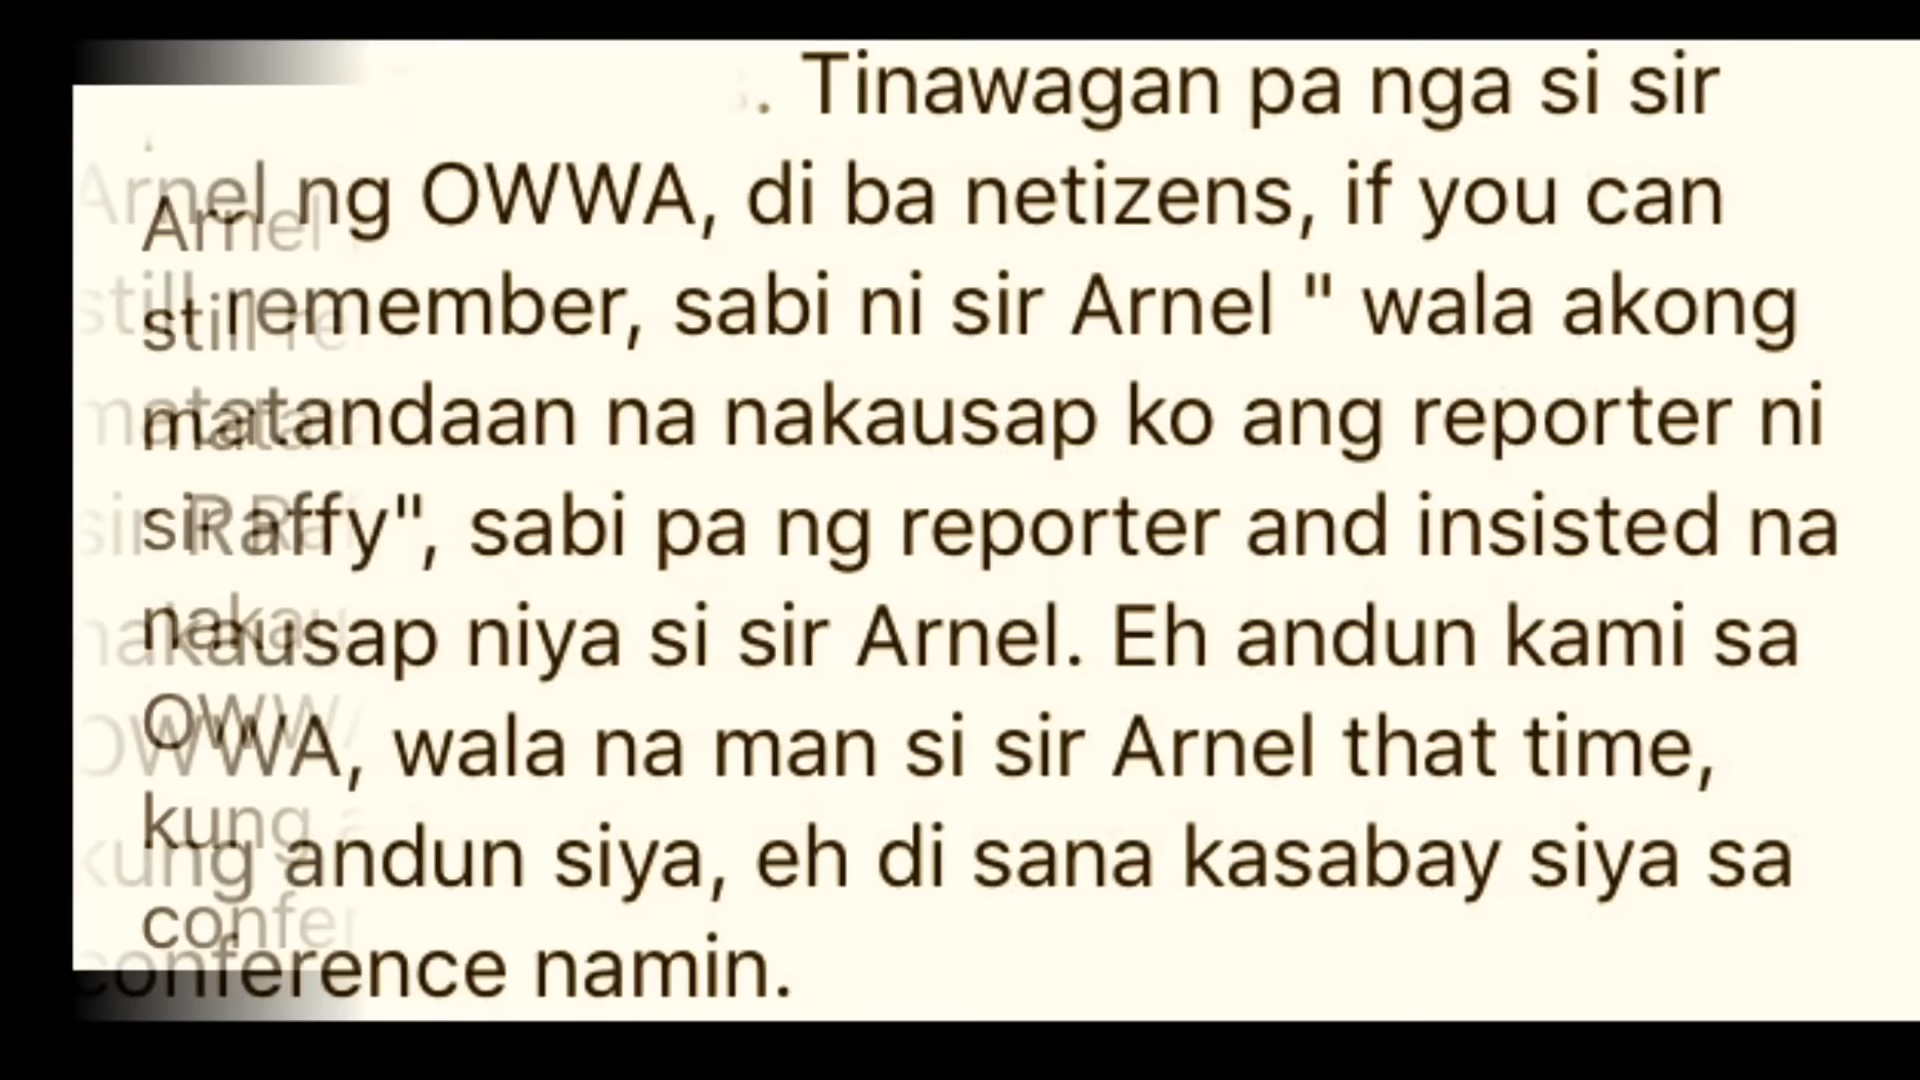 . Tinawagan pa nga si sir
Arnel ng OWWA, di ba netizens, if you can
still remember, sabi ni sir Arnel " wala akong
matandaan na nakausap ko ang reporter ni
sir Raffy", sabi pa ng reporter and insisted na
nakausap niya si sir Arnel. Eh andun kami sa
OWWA, wala na man si sir Arnel that time,
kung andun siya, eh di sana kasabay siya sa
conference namin.